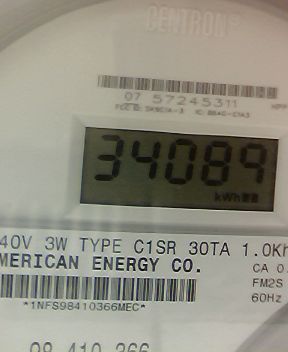 CENTRON®
07 57245311
34089
kWh
40V 3W TYPE C1SR 30TA 1.0Kh
MERICAN ENERGY CO.
CA 0.
FM2S
60Hz
*1NFS98410366MEC*
98 410 366